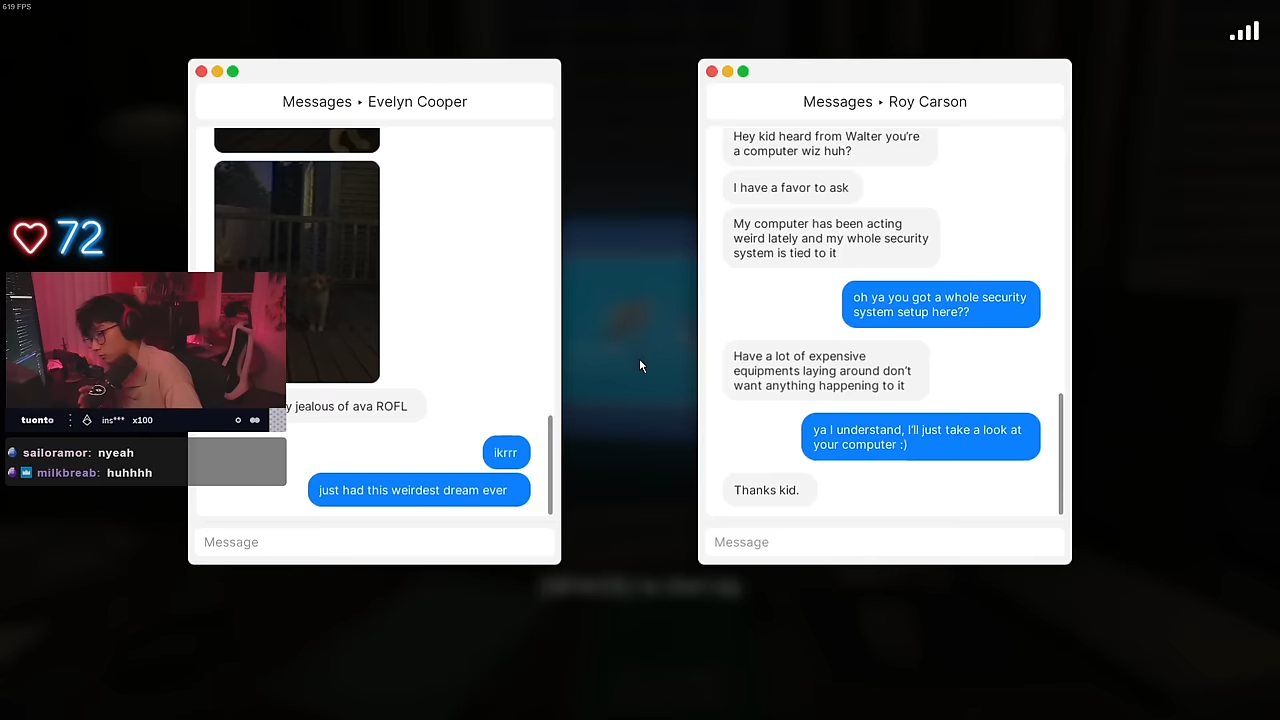 619 FPS
Messages ▸ Evelyn Cooper
y jealous of ava ROFL
ikrrr
just had this weirdest dream ever
Message
Messages ▸ Roy Carson
Hey kid heard from Walter you're
a computer wiz huh?
I have a favor to ask
My computer has been acting
weird lately and my whole security
system is tied to it
oh ya you got a whole security
system setup here??
Have a lot of expensive
equipments laying around don't
want anything happening to it
ya I understand, I'll just take a look at
your computer :)
Thanks kid.
Message
72
tuonto
ins*** x100
sailoramor: nyeah
milkbreab: huhhhh